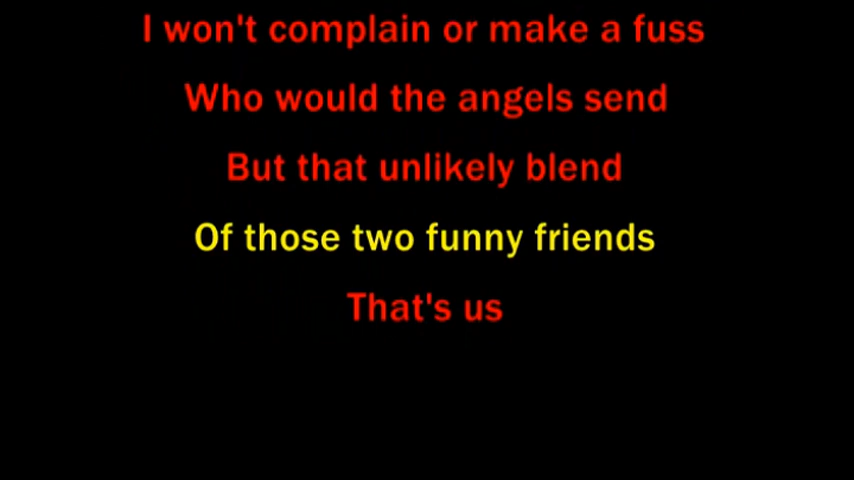 I won't complain or make a fuss
Who would the angels send
But that unlikely blend
Of those two funny friends
That's us